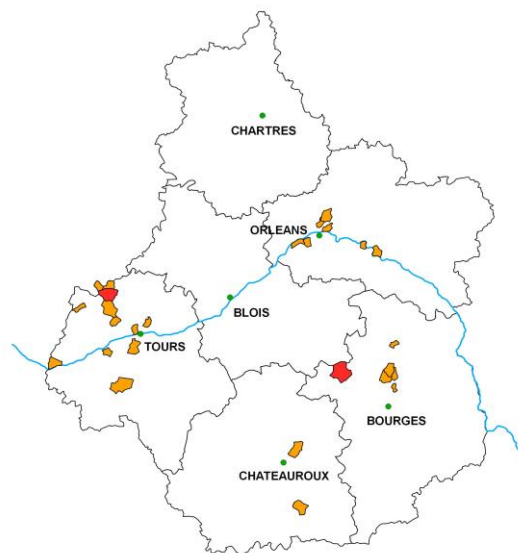 CHARTRES
ORLEANS
BLOIS
TOURS
BOURGES
CHATEAUROUX